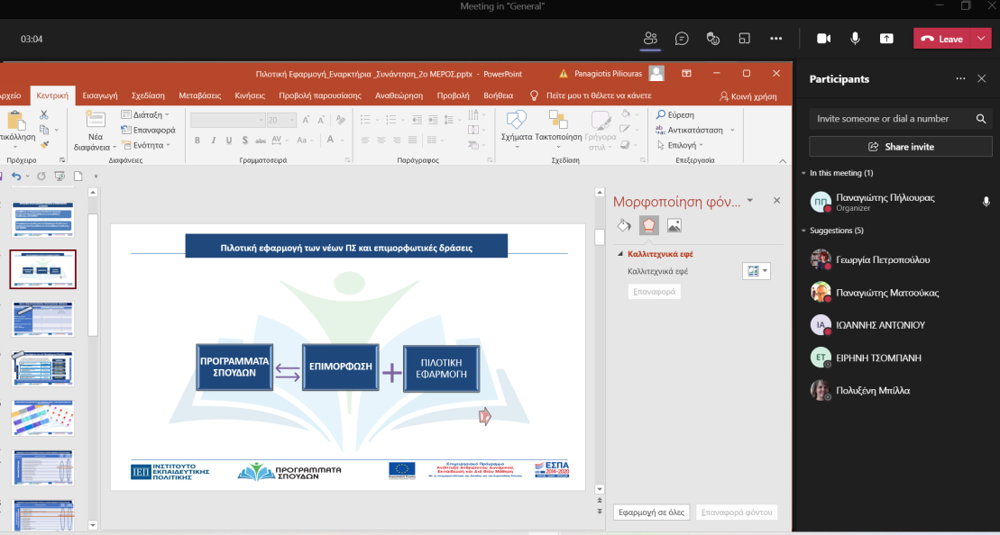 Meeting in "General"
03:04
Leave
Πιλοτική Εφαρμογή_Εναρκτήρια _Συνάντηση_2ο ΜΕΡΟΣ.pptx - PowerPoint
Panagiotis Piliouras
ρχείο Κεντρική Εισαγωγή Σχεδίαση Μεταβάσεις Κινήσεις Προβολή παρουσίασης Αναθεώρηση Προβολή Βοήθεια Πείτε μου τι θέλετε να κάνετε Κοινή χρήση
πικόλληση
Νέα
διαφάνεια
Διάταξη
Επαναφορά
Ενότητα
20
B I U S abc AV Aa A
Σχήματα Τακτοποίηση Γρήγορα
στυλ
Εύρεση
Αντικατάσταση
Επιλογή
Πρόχειρο Διαφάνειες Γραμματοσειρά Παράγραφος Σχεδίαση Επεξεργασία
Πιλοτική εφαρμογή των νέων ΠΣ και επιμορφωτικές δράσεις
ΠΡΟΓΡΑΜΜΑΤΑ
ΣΠΟΥΔΩΝ
ΕΠΙΜΟΡΦΩΣΗ
ΠΙΛΟΤΙΚΗ
ΕΦΑΡΜΟΓΗ
ΙΕΠ
ΙΝΣΤΙΤΟΥΤΟ
ΕΚΠΑΙΔΕΥΤΙΚΗΣ
ΠΟΛΙΤΙΚΗΣ
ΠΡΟΓΡΑΜΜΑΤΑ
ΣΠΟΥΔΩΝ
Επιχειρησιακό Πρόγραμμα
Ανάπτυξη Ανθρώπινου Δυναμικού,
Εκπαίδευση και Διά Βίου Μάθηση
ΕΣΠΑ
2014-2020
Μορφοποίηση φόν...
Καλλιτεχνικά εφέ
Καλλιτεχνικά εφέ
Επαναφορά
Εφαρμογή σε όλες
Επαναφορά φόντου
Participants
Invite someone or dial a number
Share invite
In this meeting (1)
ΠΠ
Παναγιώτης Πήλιουρας
Organizer
Suggestions (5)
Γεωργία Πετροπούλου
Παναγιώτης Ματσούκας
ΙΑ
ΙΩΑΝΝΗΣ ΑΝΤΩΝΙΟΥ
ΕΤ
ΕΙΡΗΝΗ ΤΣΟΜΠΑΝΗ
Πολυξένη Μπίλλα